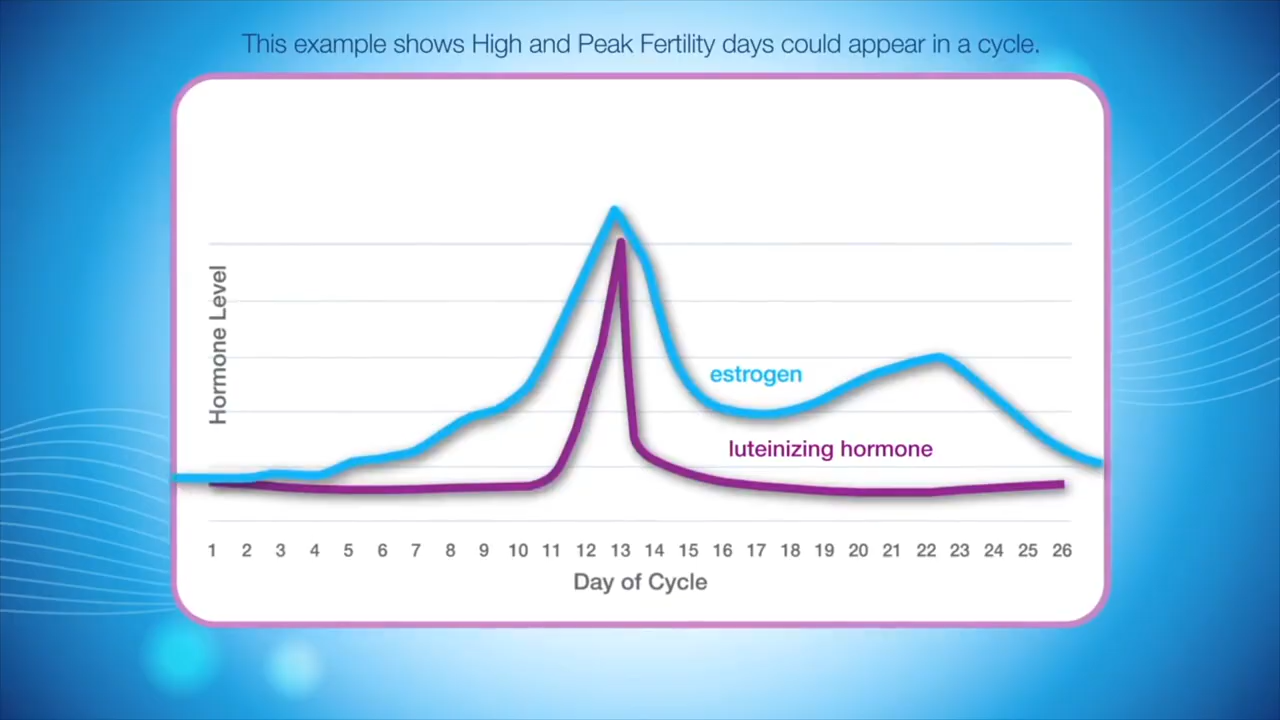 This example shows High and Peak Fertility days could appear in a cycle.
Hormone Level
estrogen
luteinizing hormone
1 2 3 4 5 6 7 8 9 10 11 12 13 14 15 16 17 18 19 20 21 22 23 24 25 26
Day of Cycle